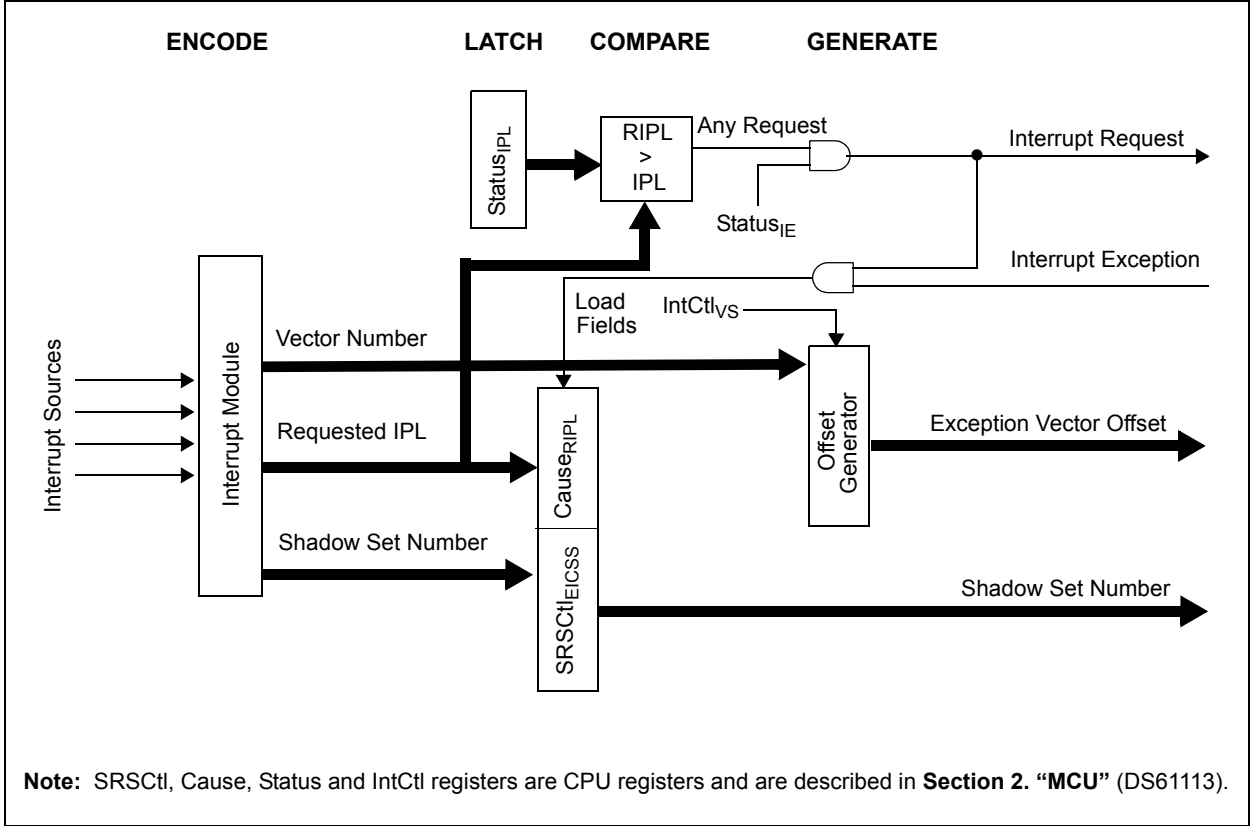 ENCODE LATCH COMPARE GENERATE
StatusIPL
RIPL
>
IPL
Any Request
Interrupt Request
StatusIE
Interrupt Exception
Load
Fields
IntCtlVS
Vector Number
Interrupt Sources
Interrupt Module
Requested IPL
CauseRIPL
Offset
Generator
Exception Vector Offset
Shadow Set Number
SRSCtlEICSS
Shadow Set Number
Note: SRSCtl, Cause, Status and IntCtl registers are CPU registers and are described in Section 2. “MCU” (DS61113).